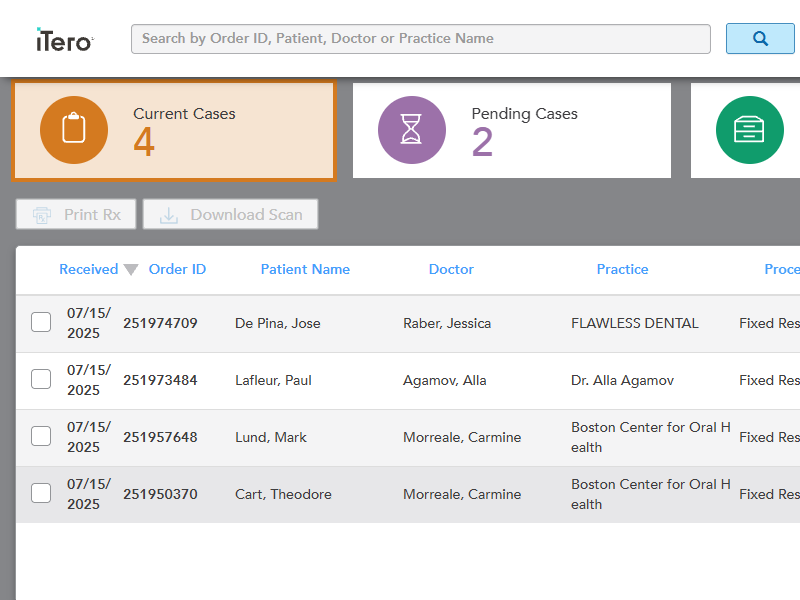 iTero
Search by Order ID, Patient, Doctor or Practice Name
Current Cases
4
Pending Cases
2
Print Rx
Download Scan
Received Order ID Patient Name Doctor Practice Proce
07/15/
2025 251974709 De Pina, Jose Raber, Jessica FLAWLESS DENTAL Fixed Res
07/15/
2025 251973484 Lafleur, Paul Agamov, Alla Dr. Alla Agamov Fixed Res
07/15/
2025 251957648 Lund, Mark Morreale, Carmine Boston Center for Oral H
ealth Fixed Res
07/15/
2025 251950370 Cart, Theodore Morreale, Carmine Boston Center for Oral H
ealth Fixed Res